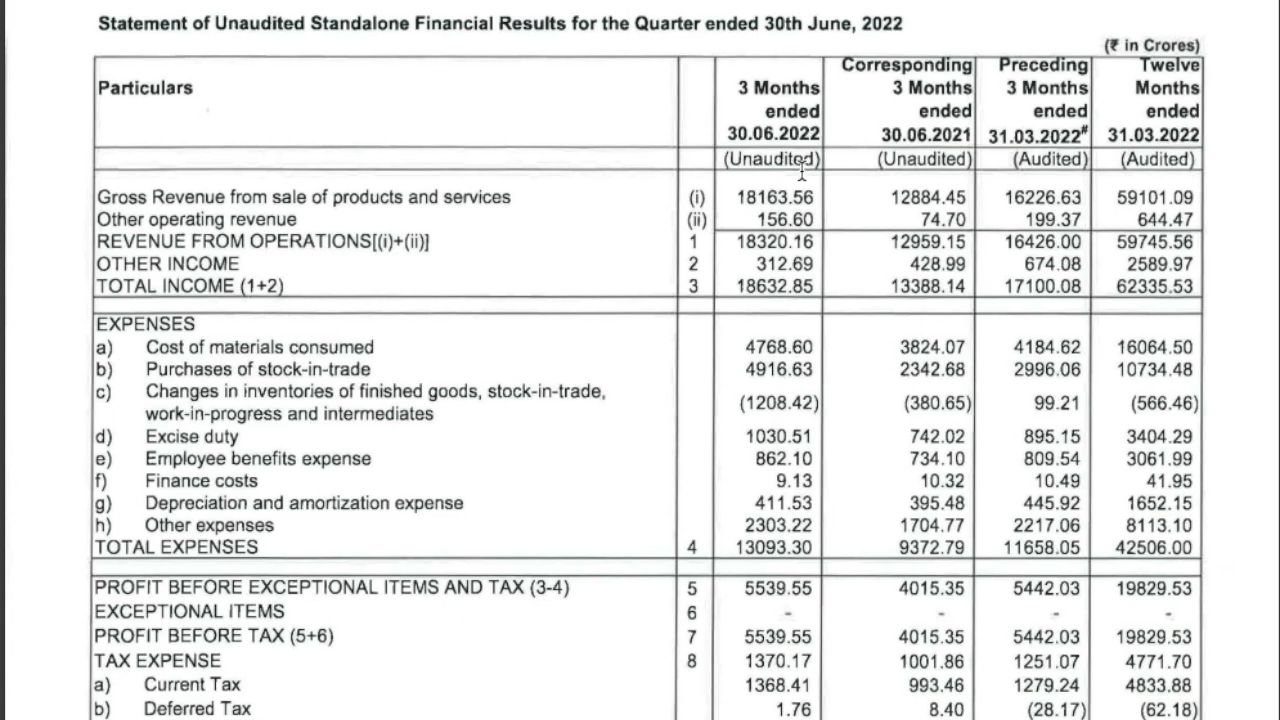 Statement of Unaudited Standalone Financial Results for the Quarter ended 30th June, 2022
(₹ in Crores)
Particulars 3 Months ended 30.06.2022 Corresponding 3 Months ended 30.06.2021 Preceding 3 Months ended 31.03.2022# Twelve Months ended 31.03.2022
(Unaudited) (Unaudited) (Audited) (Audited)
Gross Revenue from sale of products and services (i) 18163.56 12884.45 16226.63 59101.09
Other operating revenue (ii) 156.60 74.70 199.37 644.47
REVENUE FROM OPERATIONS[(i)+(ii)] 1 18320.16 12959.15 16426.00 59745.56
OTHER INCOME 2 312.69 428.99 674.08 2589.97
TOTAL INCOME (1+2) 3 18632.85 13388.14 17100.08 62335.53
EXPENSES
a) Cost of materials consumed 4768.60 3824.07 4184.62 16064.50
b) Purchases of stock-in-trade 4916.63 2342.68 2996.06 10734.48
c) Changes in inventories of finished goods, stock-in-trade,
work-in-progress and intermediates (1208.42) (380.65) 99.21 (566.46)
d) Excise duty 1030.51 742.02 895.15 3404.29
e) Employee benefits expense 862.10 734.10 809.54 3061.99
f) Finance costs 9.13 10.32 10.49 41.95
g) Depreciation and amortization expense 411.53 395.48 445.92 1652.15
h) Other expenses 2303.22 1704.77 2217.06 8113.10
TOTAL EXPENSES 4 13093.30 9372.79 11658.05 42506.00
PROFIT BEFORE EXCEPTIONAL ITEMS AND TAX (3-4) 5 5539.55 4015.35 5442.03 19829.53
EXCEPTIONAL ITEMS 6 - - - -
PROFIT BEFORE TAX (5+6) 7 5539.55 4015.35 5442.03 19829.53
TAX EXPENSE 8 1370.17 1001.86 1251.07 4771.70
a) Current Tax 1368.41 993.46 1279.24 4833.88
b) Deferred Tax 1.76 8.40 (28.17) (62.18)